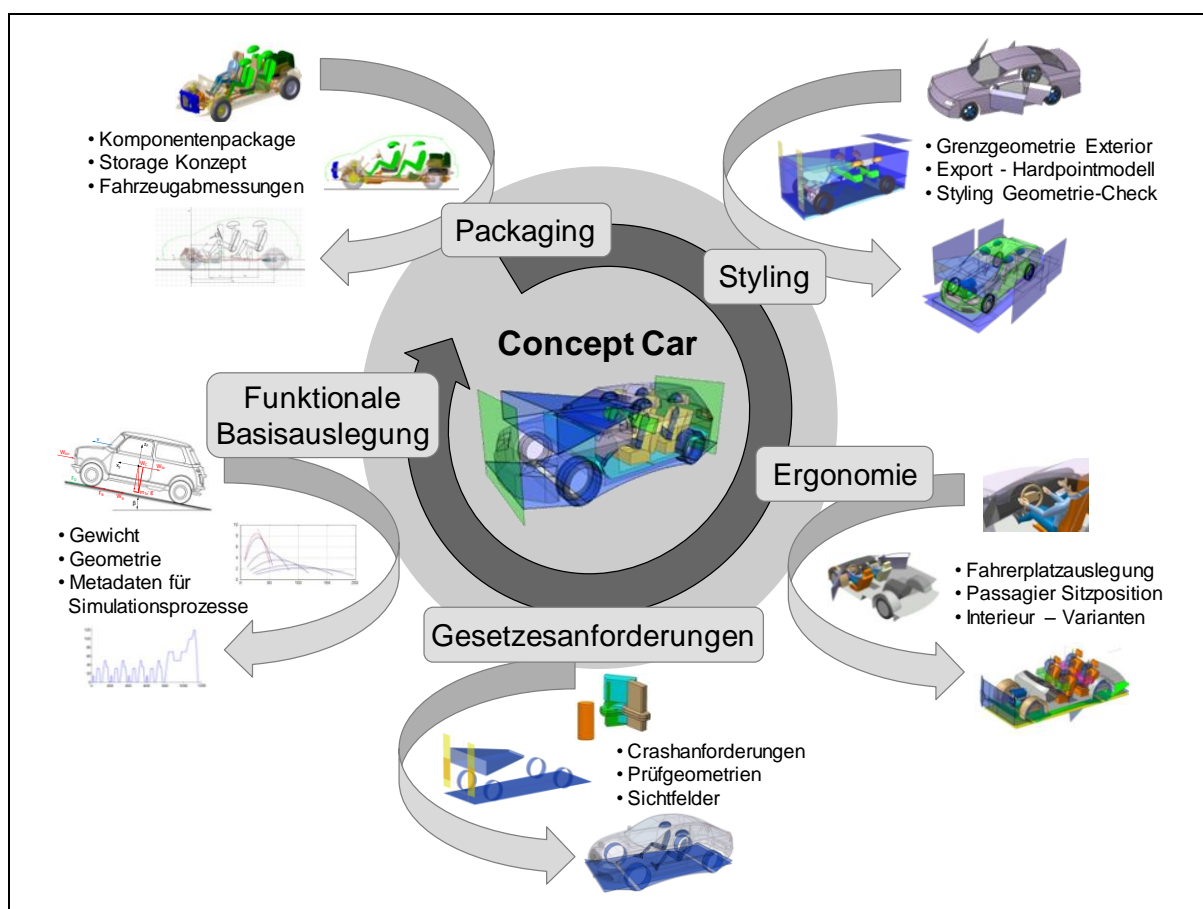 • Komponentenpackage
• Storage Konzept
• Fahrzeugabmessungen
Packaging
• Grenzgeometrie Exterior
• Export - Hardpointmodell
• Styling Geometrie-Check
Styling
Concept Car
Funktionale
Basisauslegung
• Gewicht
• Geometrie
• Metadaten für
Simulationsprozesse
Ergonomie
• Fahrerplatzauslegung
• Passagier Sitzposition
• Interieur – Varianten
Gesetzesanforderungen
• Crashanforderungen
• Prüfgeometrien
• Sichtfelder